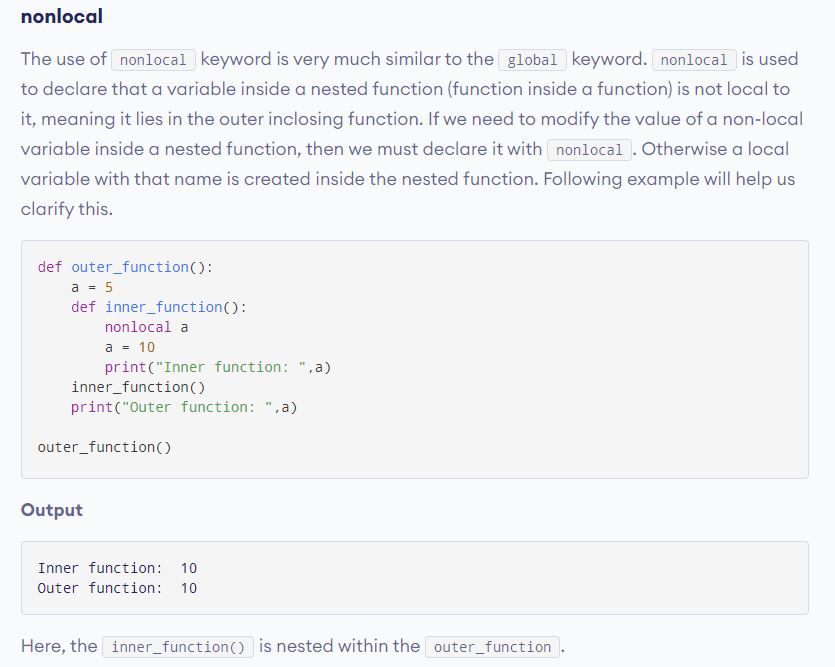 nonlocal
The use of nonlocal keyword is very much similar to the global keyword. nonlocal is used
to declare that a variable inside a nested function (function inside a function) is not local to
it, meaning it lies in the outer inclosing function. If we need to modify the value of a non-local
variable inside a nested function, then we must declare it with nonlocal. Otherwise a local
variable with that name is created inside the nested function. Following example will help us
clarify this.
def outer_function():
    a = 5
    def inner_function():
        nonlocal a
        a = 10
        print("Inner function: ",a)
    inner_function()
    print("Outer function: ",a)
outer_function()
Output
Inner function:  10
Outer function:  10
Here, the inner_function() is nested within the outer_function.